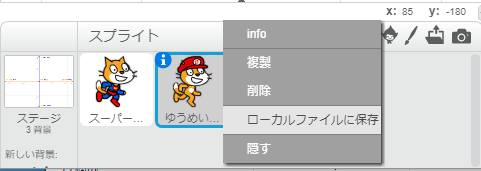 x: 85 y: -180
スプライト
info
複製
削除
ローカルファイルに保存
隠す
ステージ
3 背景
新しい背景:
スーパー...
ゆうめい...